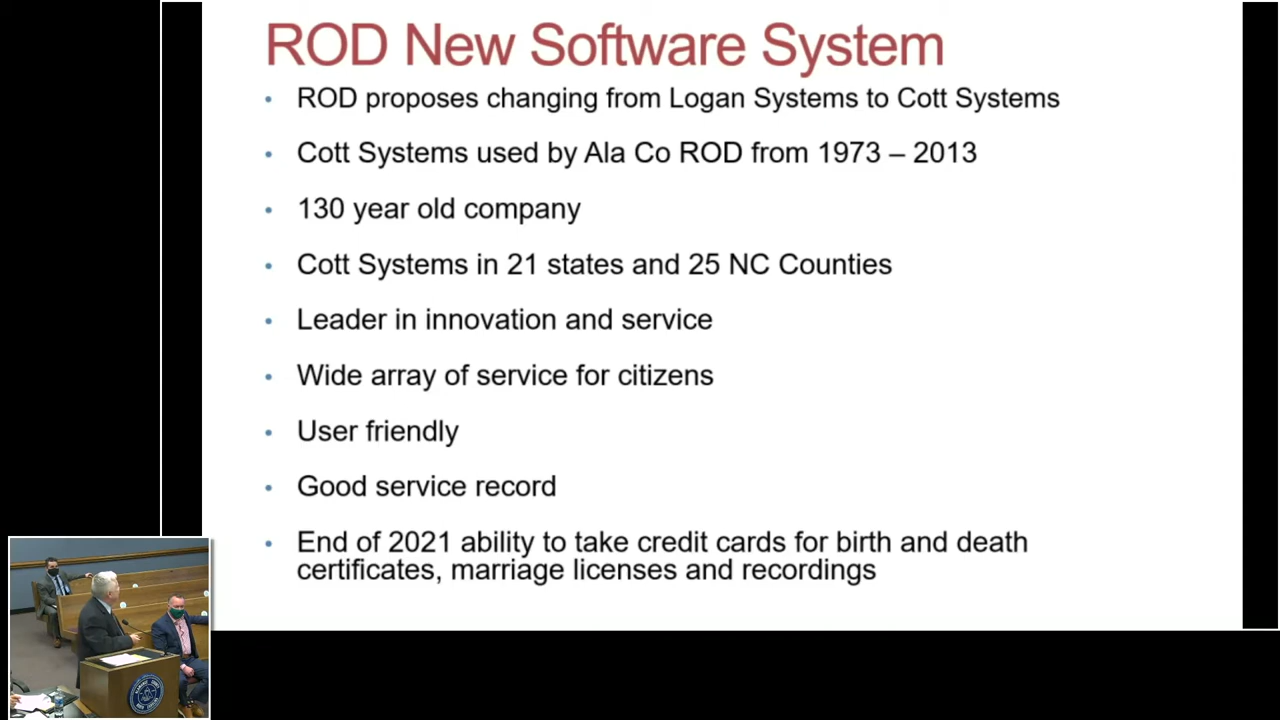 ROD New Software System
• ROD proposes changing from Logan Systems to Cott Systems
• Cott Systems used by Ala Co ROD from 1973 – 2013
• 130 year old company
• Cott Systems in 21 states and 25 NC Counties
• Leader in innovation and service
• Wide array of service for citizens
• User friendly
• Good service record
• End of 2021 ability to take credit cards for birth and death
certificates, marriage licenses and recordings